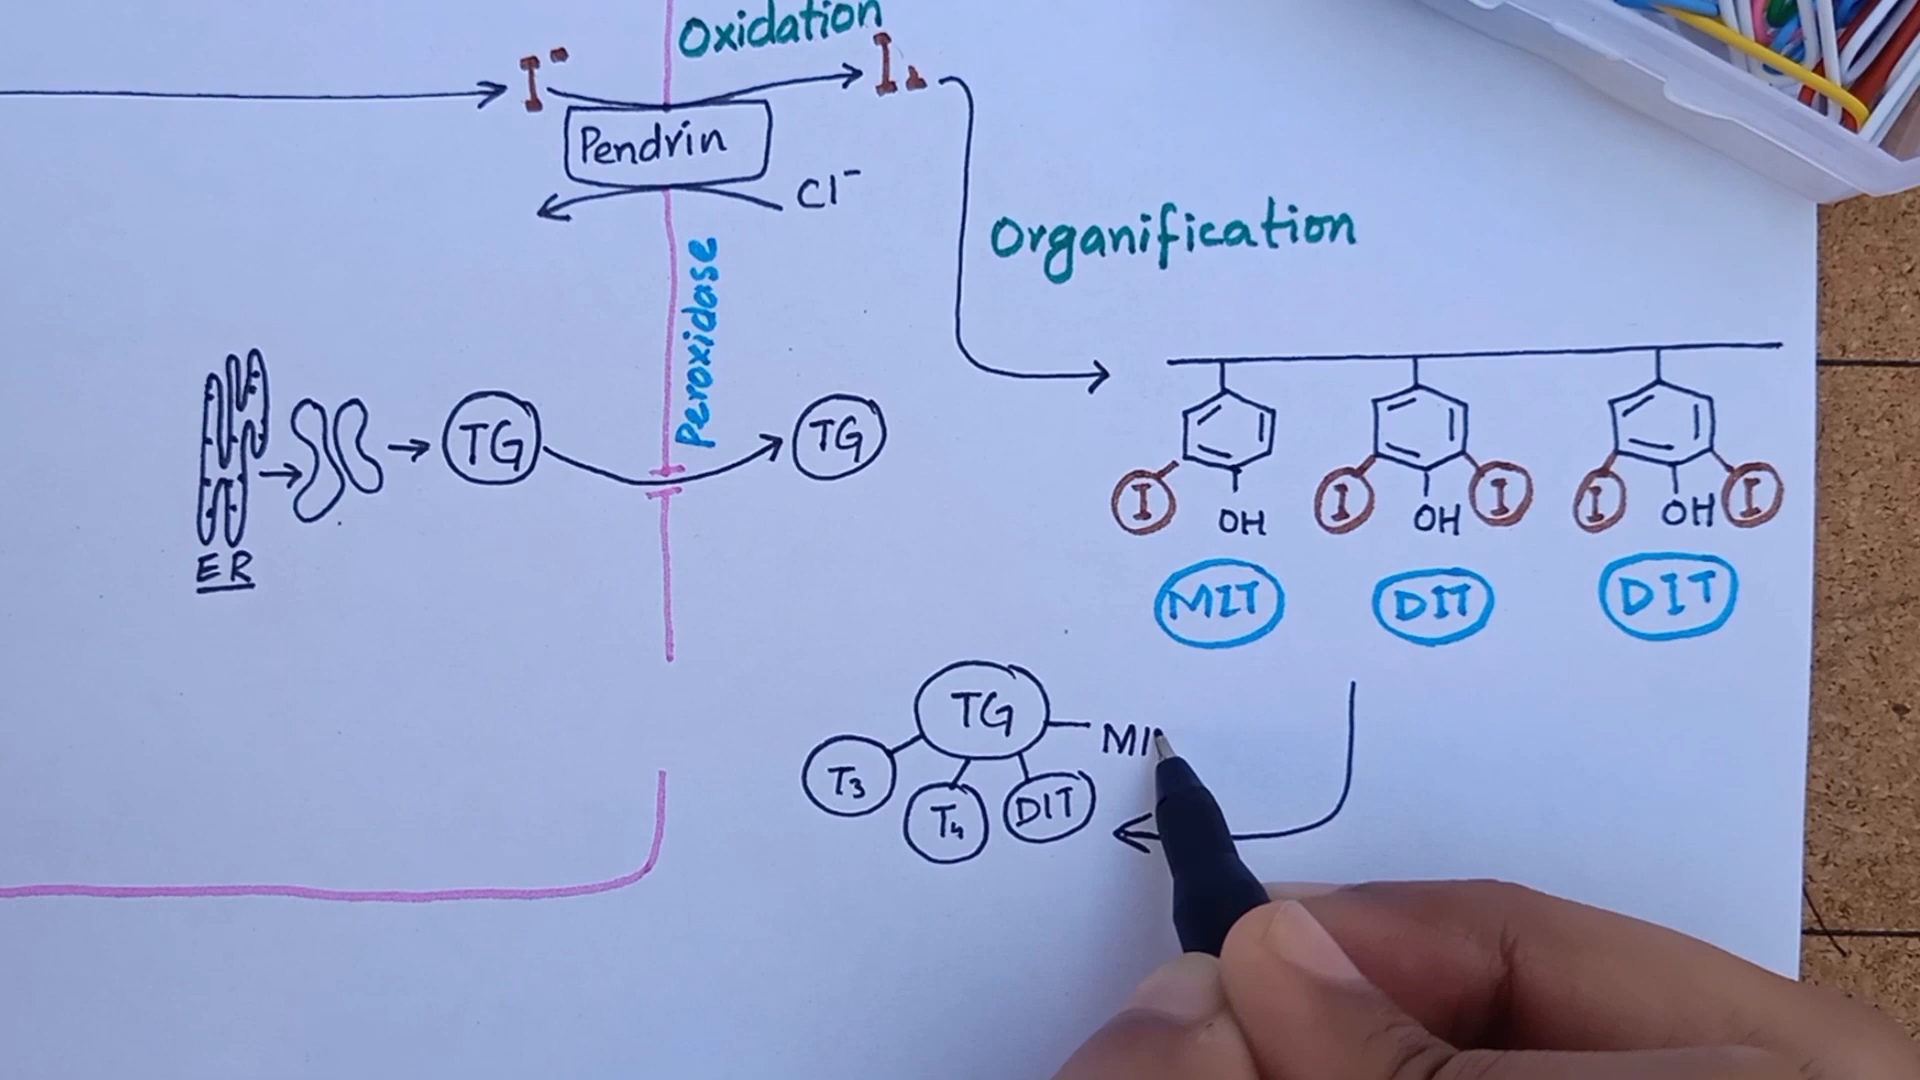 Oxidation
I⁻
I₂
Pendrin
Cl⁻
Organification
Peroxidase
TG
TG
ER
I
OH
I
OH
I
I
OH
I
MIT
DIT
DIT
TG
MI
T₃
T₄
DIT